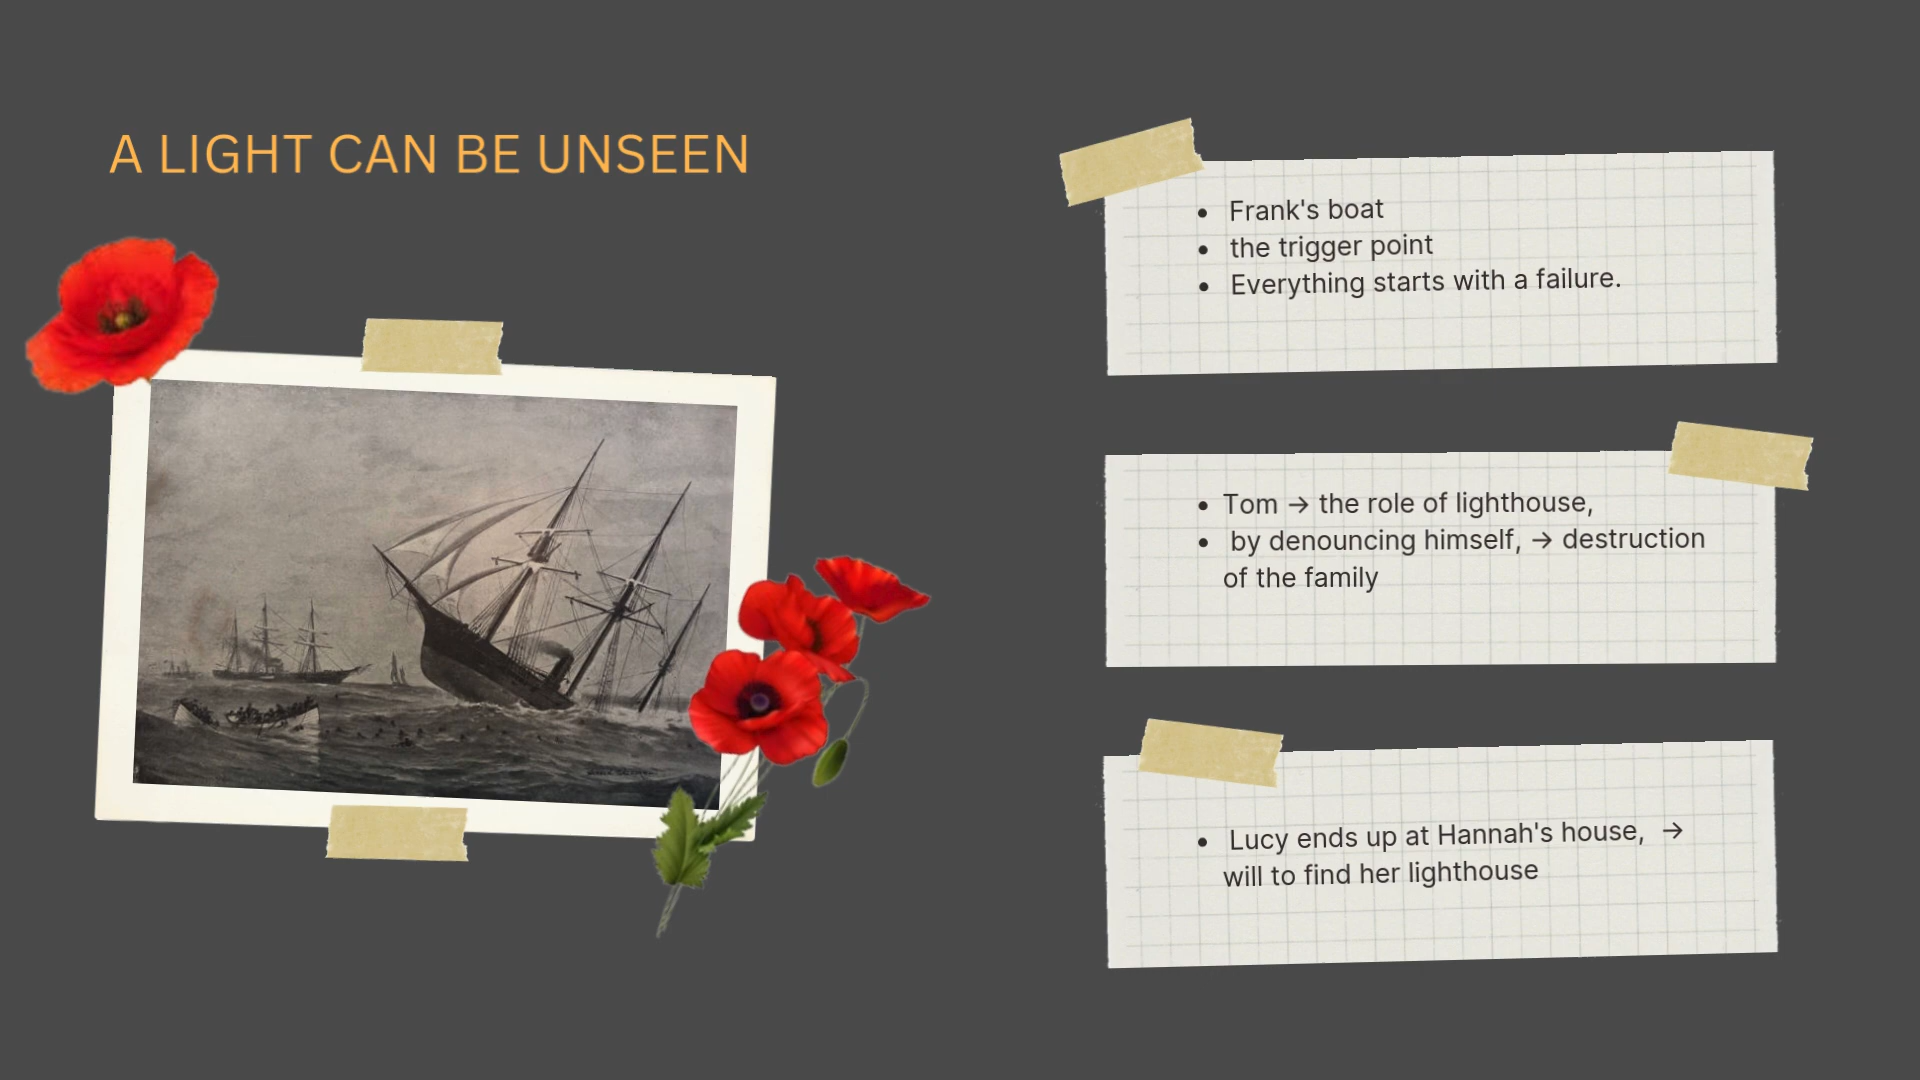 A LIGHT CAN BE UNSEEN
• Frank's boat
• the trigger point
• Everything starts with a failure.
• Tom → the role of lighthouse,
• by denouncing himself, → destruction
of the family
• Lucy ends up at Hannah's house, →
will to find her lighthouse